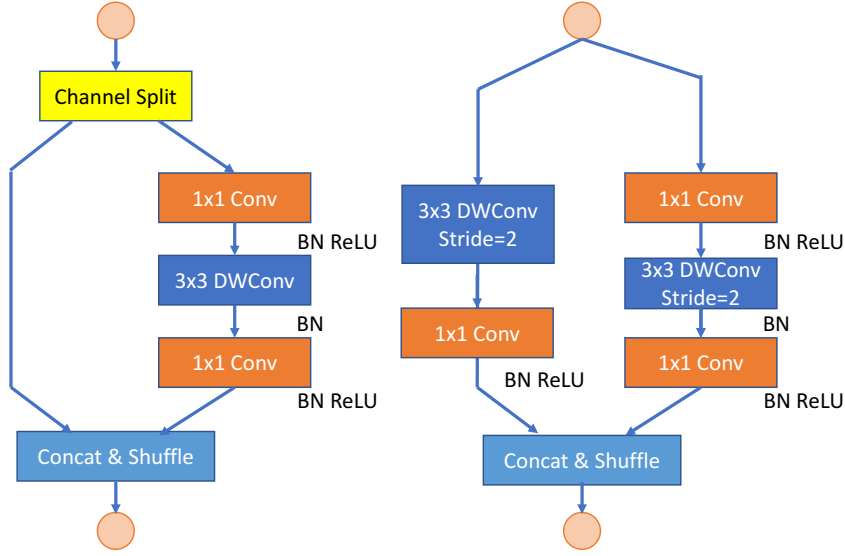 Channel Split
1x1 Conv
BN ReLU
3x3 DWConv
BN
1x1 Conv
BN ReLU
Concat & Shuffle
3x3 DWConv
Stride=2
1x1 Conv
BN ReLU
1x1 Conv
BN ReLU
3x3 DWConv
Stride=2
BN
1x1 Conv
BN ReLU
Concat & Shuffle